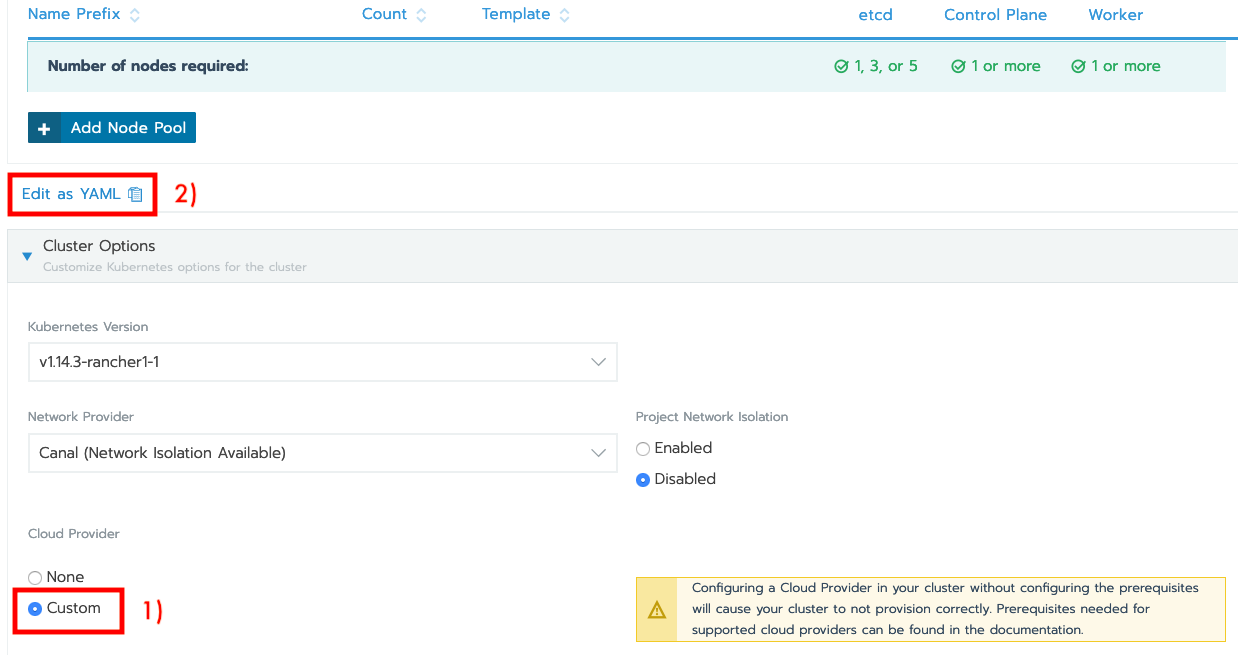 Name Prefix Count Template etcd Control Plane Worker
Number of nodes required: 1, 3, or 5 1 or more 1 or more
+ Add Node Pool
Edit as YAML 2)
Cluster Options
Customize Kubernetes options for the cluster
Kubernetes Version
v1.14.3-rancher1-1
Network Provider Project Network Isolation
Canal (Network Isolation Available) Enabled
Disabled
Cloud Provider
None
Custom 1)
Configuring a Cloud Provider in your cluster without configuring the prerequisites
will cause your cluster to not provision correctly. Prerequisites needed for
supported cloud providers can be found in the documentation.